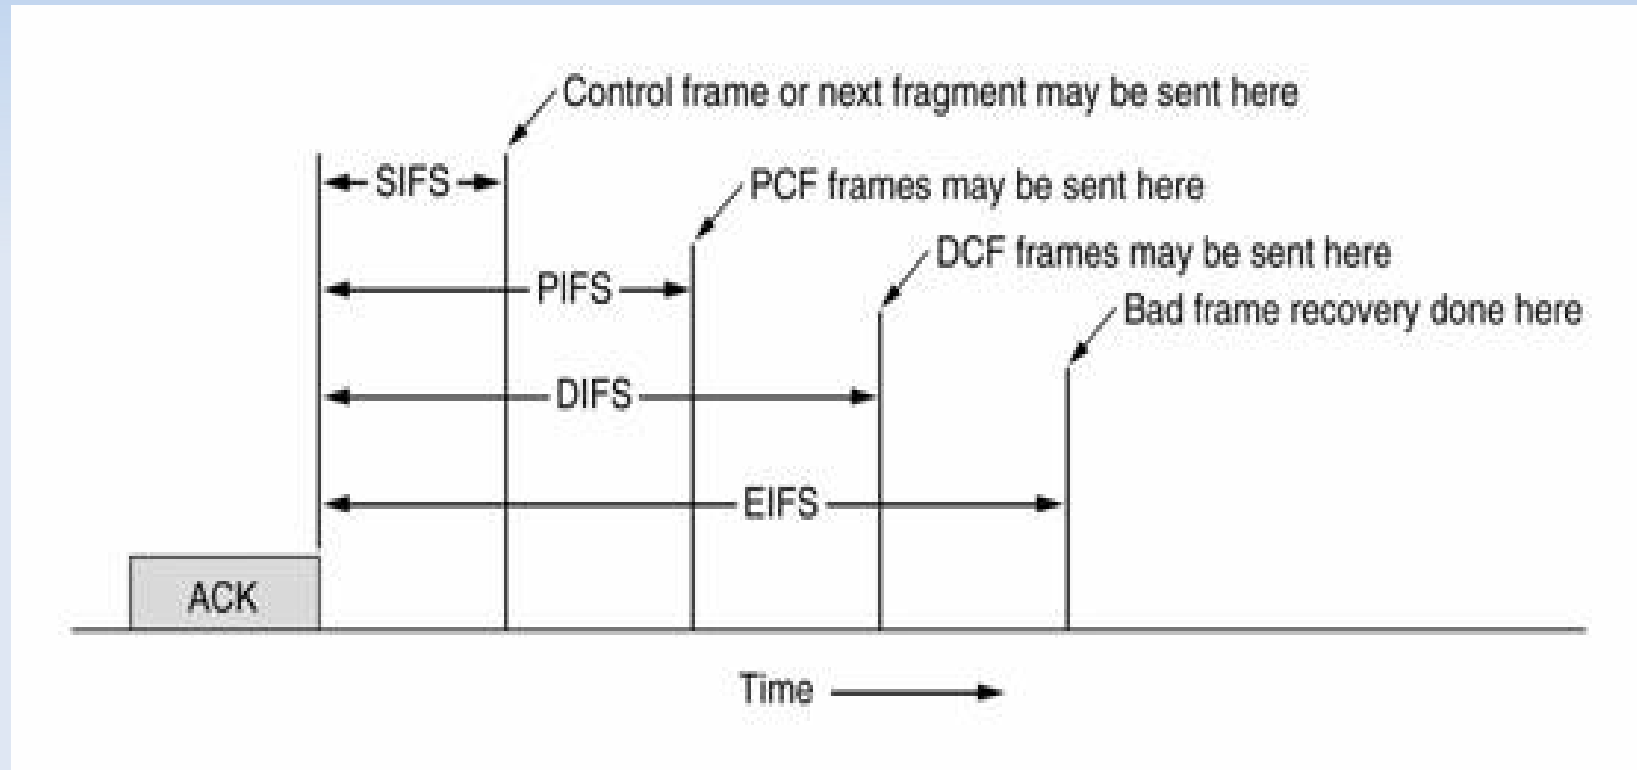 Control frame or next fragment may be sent here
SIFS
PCF frames may be sent here
DCF frames may be sent here
PIFS
Bad frame recovery done here
DIFS
EIFS
ACK
Time